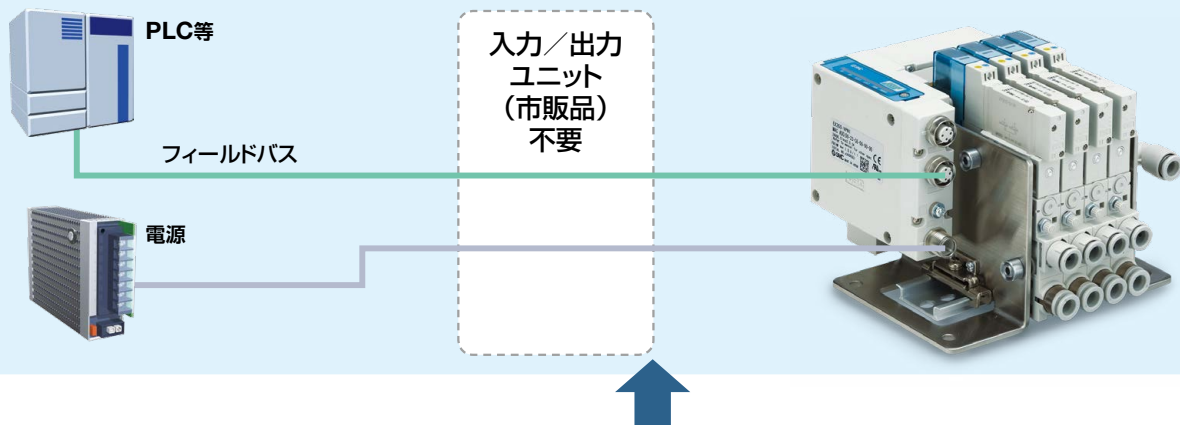 PLC等
入力／出力
ユニット
（市販品）
不要
フィールドバス
電源